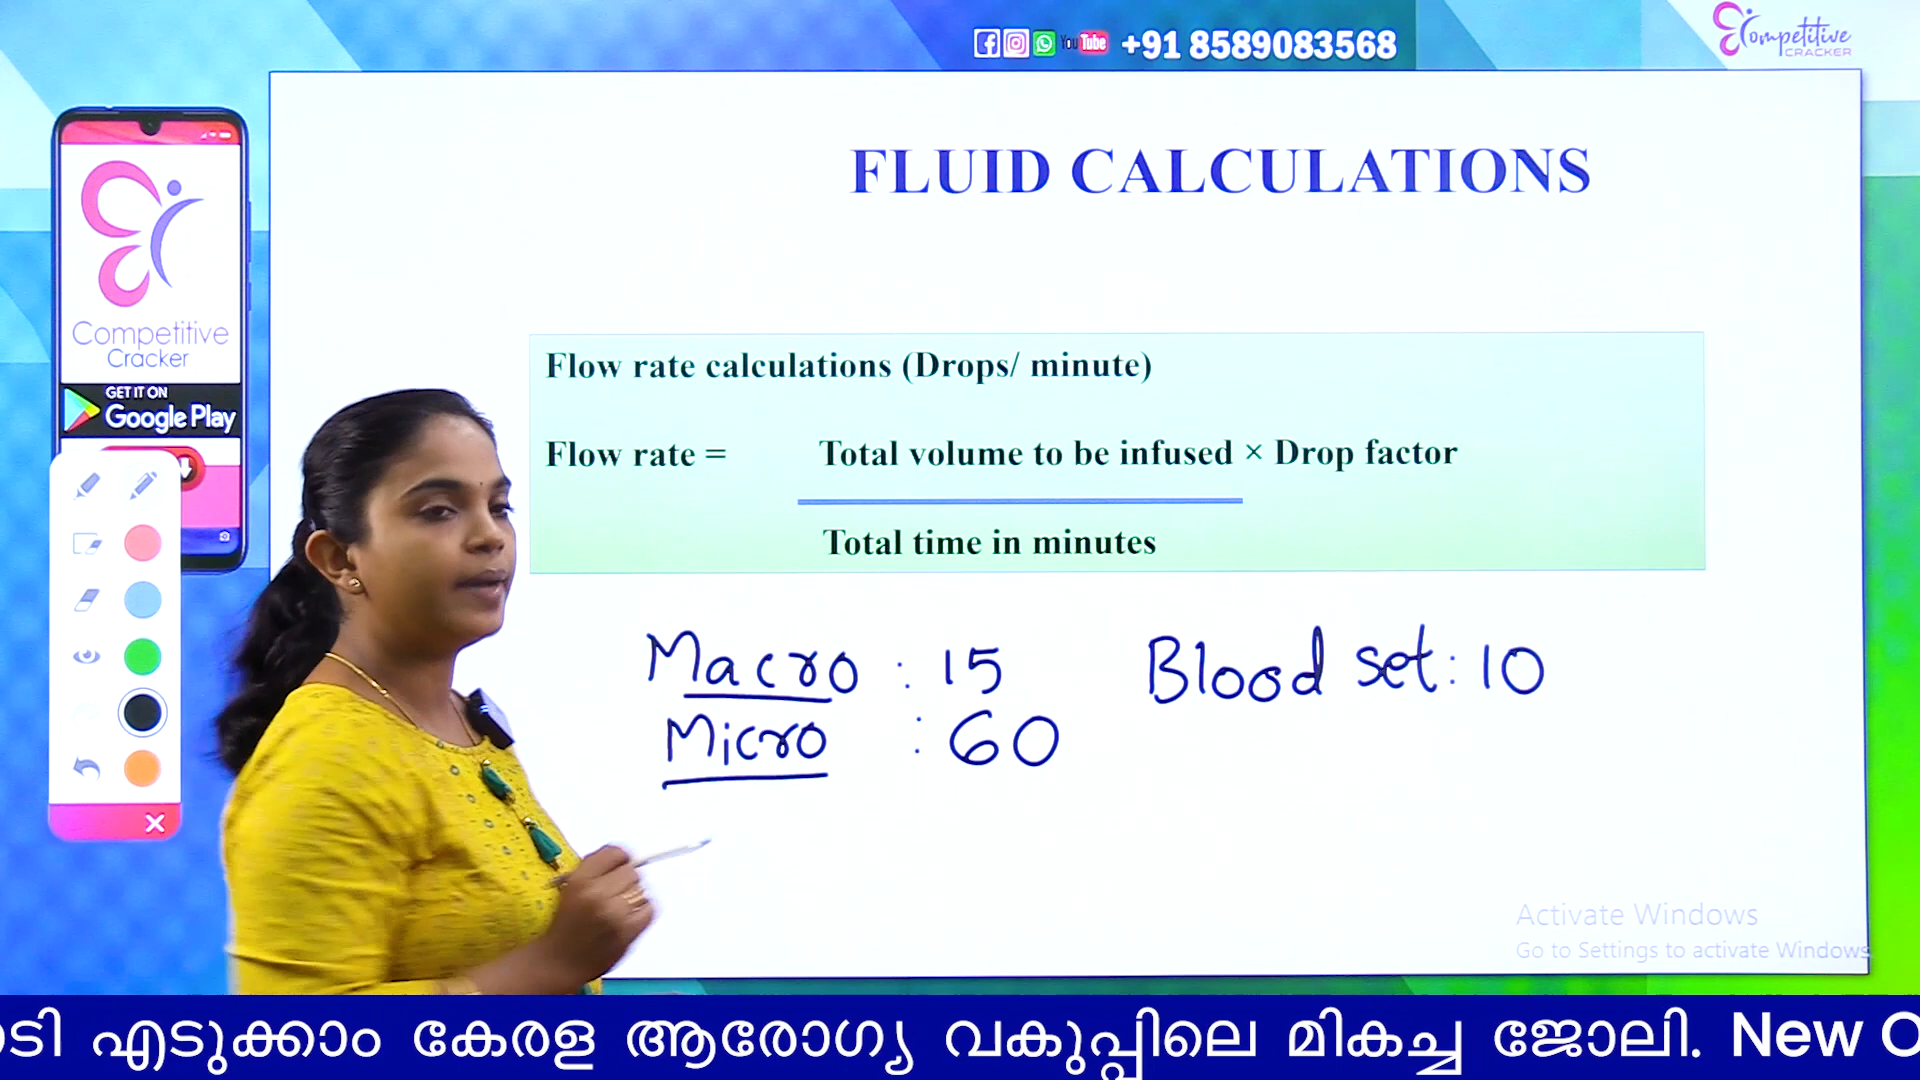 You Tube +91 8589083568
Competitive
CRACKER
FLUID CALCULATIONS
Competitive
Cracker
GET IT ON
Google Play
Flow rate calculations (Drops/ minute)
Flow rate = Total volume to be infused × Drop factor
Total time in minutes
Macro : 15 Blood set: 10
Micro : 60
Activate Windows
Go to Settings to activate Windows
എടുക്കാം കേരള ആരോഗ്യ വകുപ്പിലെ മികച്ച ജോലി. New